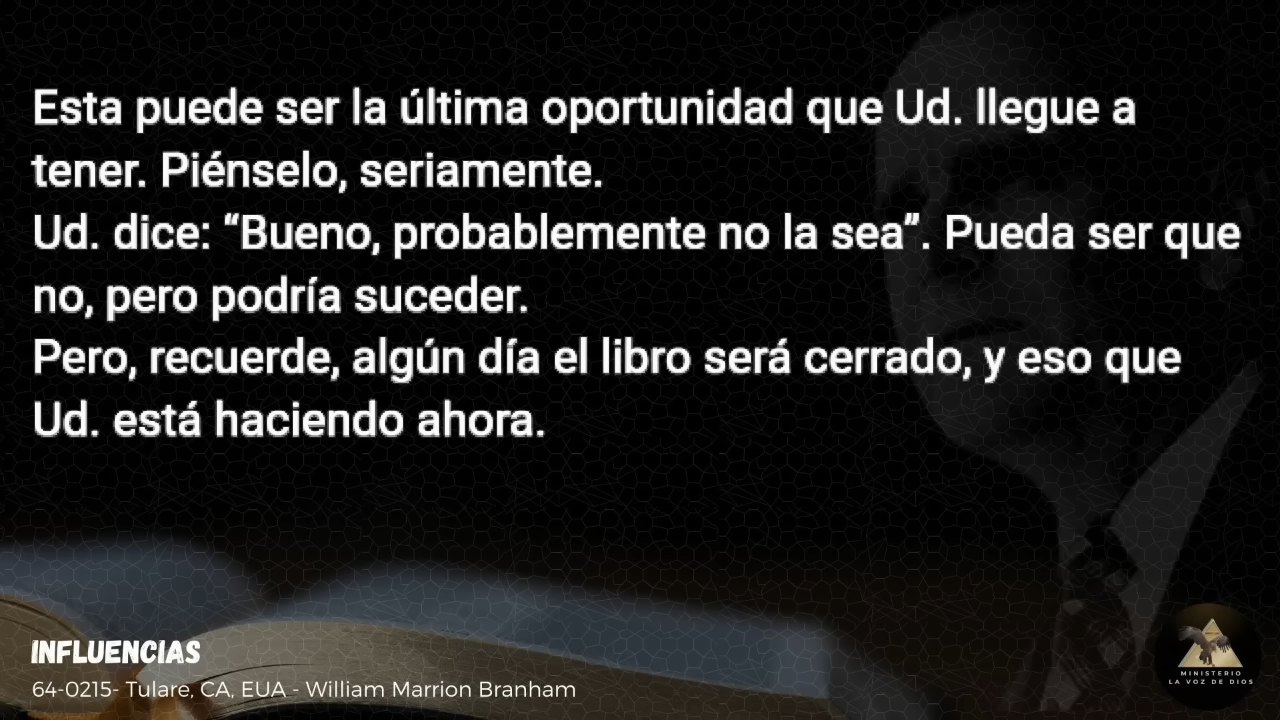 Esta puede ser la última oportunidad que Ud. llegue a
tener. Piénselo, seriamente.
Ud. dice: “Bueno, probablemente no la sea”. Pueda ser que
no, pero podría suceder.
Pero, recuerde, algún día el libro será cerrado, y eso que
Ud. está haciendo ahora.
INFLUENCIAS
64-0215- Tulare, CA, EUA - William Marrion Branham
MINISTERIO
LA VOZ DE DIOS